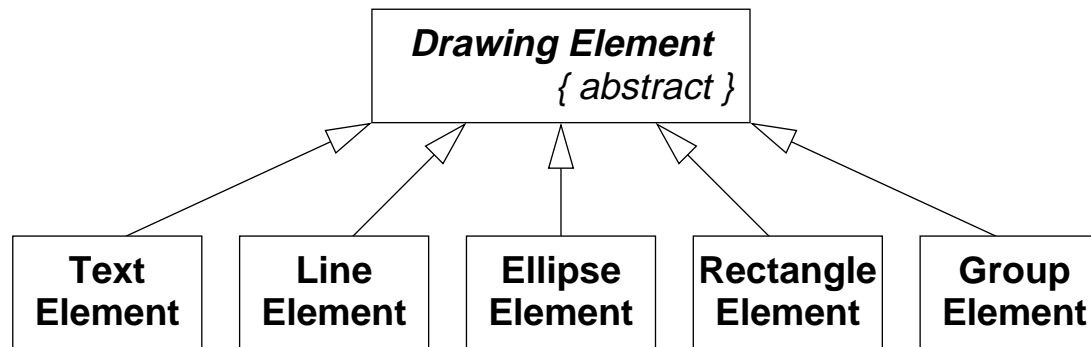 Drawing Element
{ abstract }
Text
Element
Line
Element
Ellipse
Element
Rectangle
Element
Group
Element